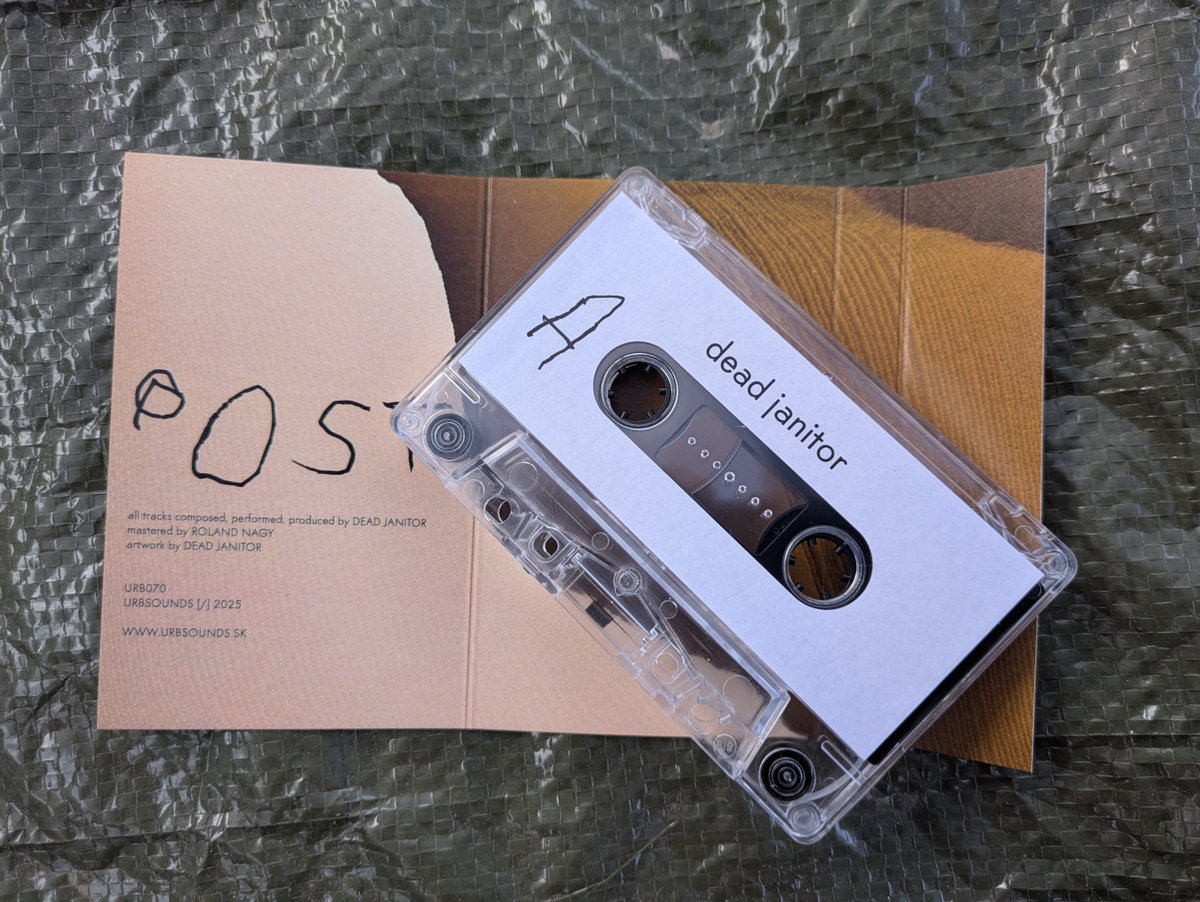 POST
all tracks composed, performed, produced by DEAD JANITOR
mastered by ROLAND NAGY
artwork by DEAD JANITOR
URB070
URBSOUNDS [/] 2025
WWW.URBSOUNDS.SK
A
dead janitor